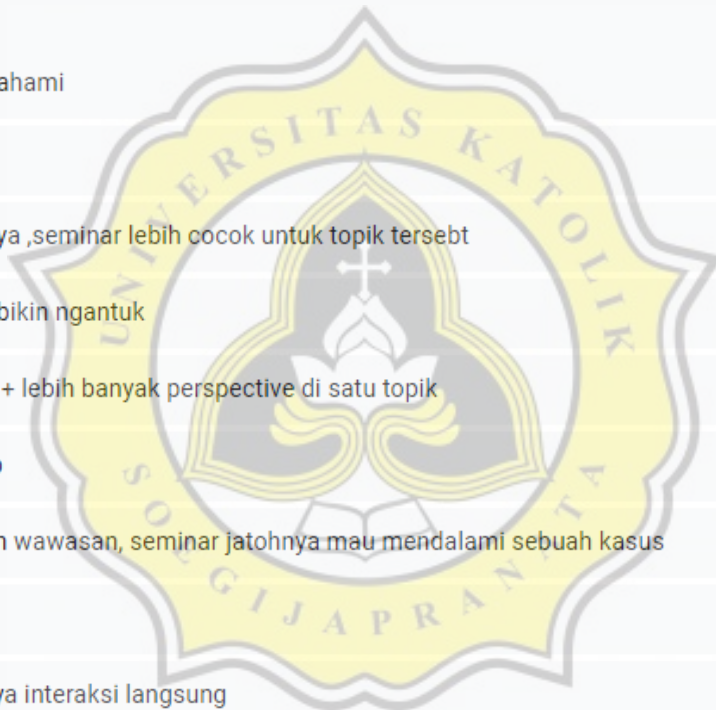 ahami
ya ,seminar lebih cocok untuk topik tersebt
bikin ngantuk
+ lebih banyak perspective di satu topik
n wawasan, seminar jatohnya mau mendalami sebuah kasus
ya interaksi langsung
UNIVERSITAS KATOLIK
SOEGIJAPRANATA